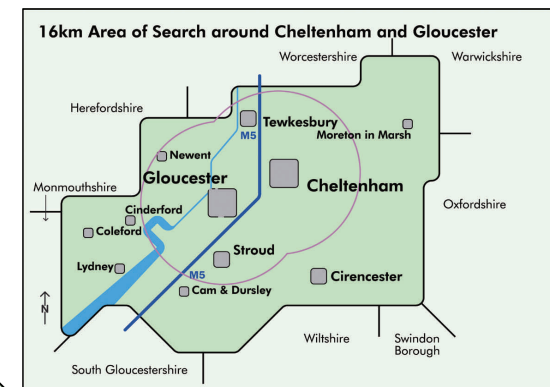 16km Area of Search around Cheltenham and Gloucester
Worcestershire
Warwickshire
Herefordshire
Tewkesbury
M5
Moreton in Marsh
Newent
Gloucester
Cheltenham
Monmouthshire
Cinderford
Oxfordshire
Coleford
Stroud
Lydney
M5
Cirencester
Cam & Dursley
N
Wiltshire
Swindon
Borough
South Gloucestershire